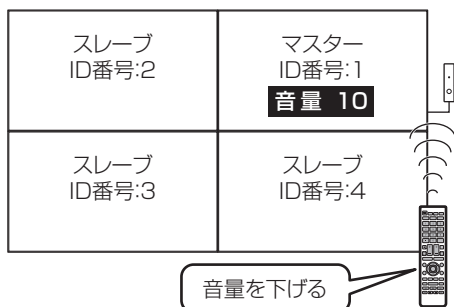 スレーブ
ID番号:2
マスター
ID番号:1
音量 10
スレーブ
ID番号:3
スレーブ
ID番号:4
音量を下げる